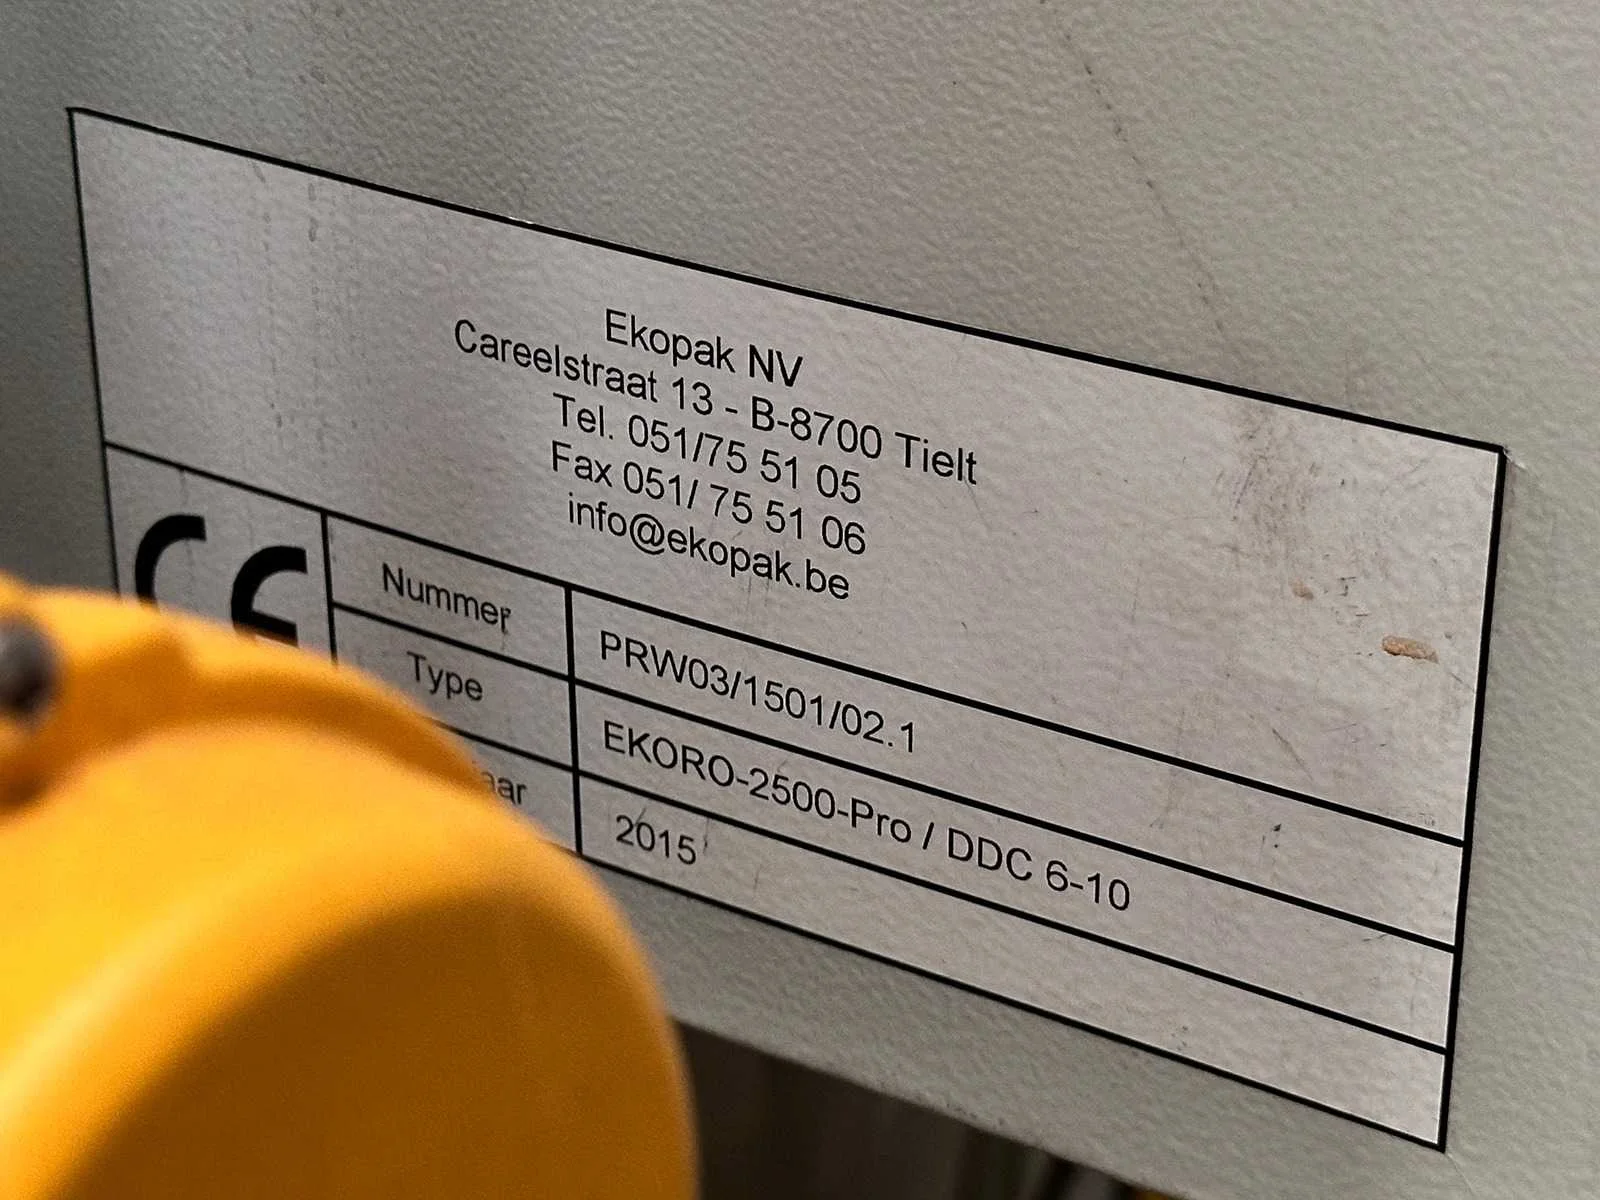 Ekopak NV
Careelstraat 13 - B-8700 Tielt
Tel. 051/75 51 05
Fax 051/ 75 51 06
info@ekopak.be
CE
Nummer PRW03/1501/02.1
Type EKORO-2500-Pro / DDC 6-10
2015